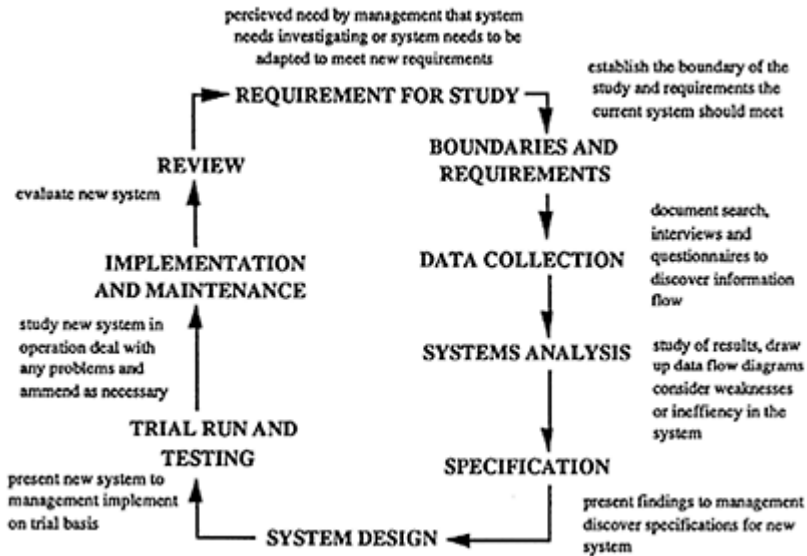 percieved need by management that system
needs investigating or system needs to be
adapted to meet new requirements
REQUIREMENT FOR STUDY
establish the boundary of the
study and requirements the
current system should meet
BOUNDARIES AND
REQUIREMENTS
document search,
interviews and
questionnaires to
discover information
flow
DATA COLLECTION
SYSTEMS ANALYSIS
study of results, draw
up data flow diagrams
consider weaknesses
or ineffiency in the
system
SPECIFICATION
present findings to management
discover specifications for new
system
SYSTEM DESIGN
present new system to
management implement
on trial basis
TRIAL RUN AND
TESTING
study new system in
operation deal with
any problems and
ammend as necessary
IMPLEMENTATION
AND MAINTENANCE
evaluate new system
REVIEW